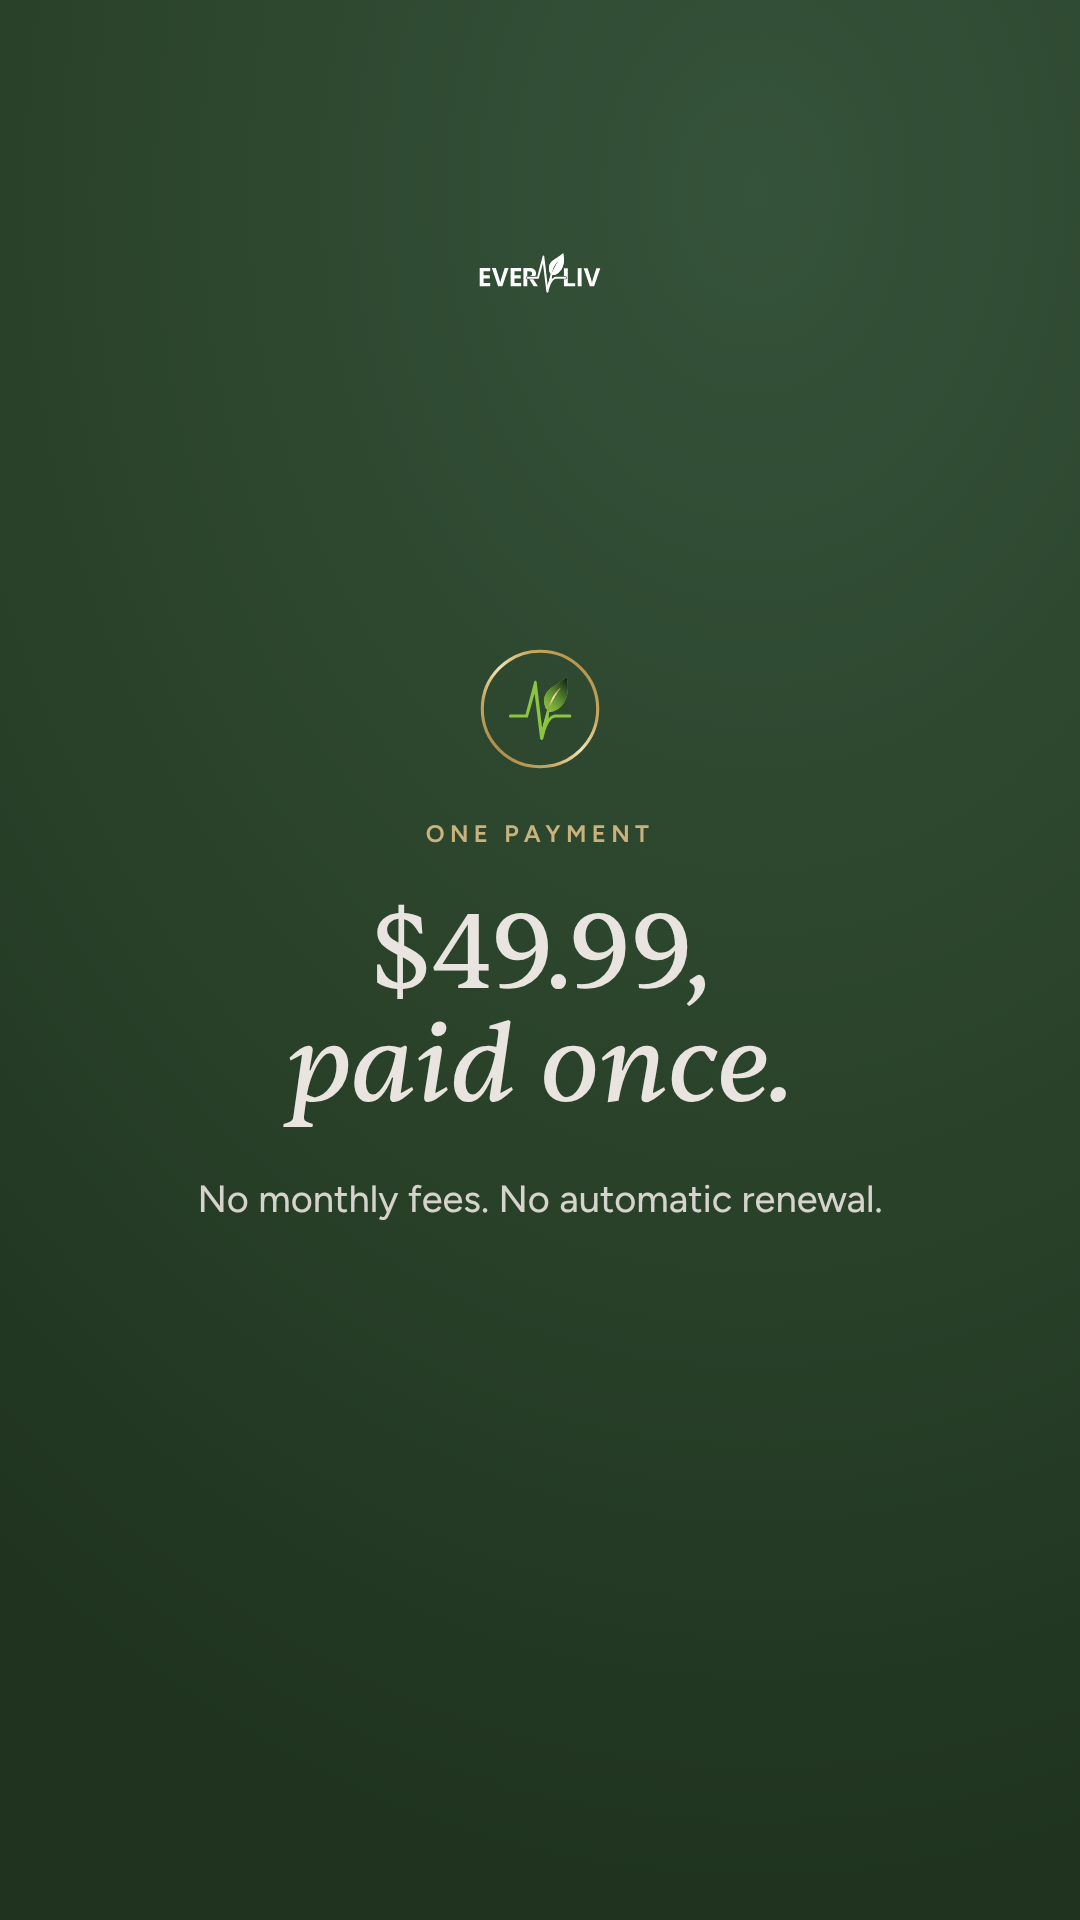 EVERLIV
ONE PAYMENT
$49.99,
paid once.
No monthly fees. No automatic renewal.